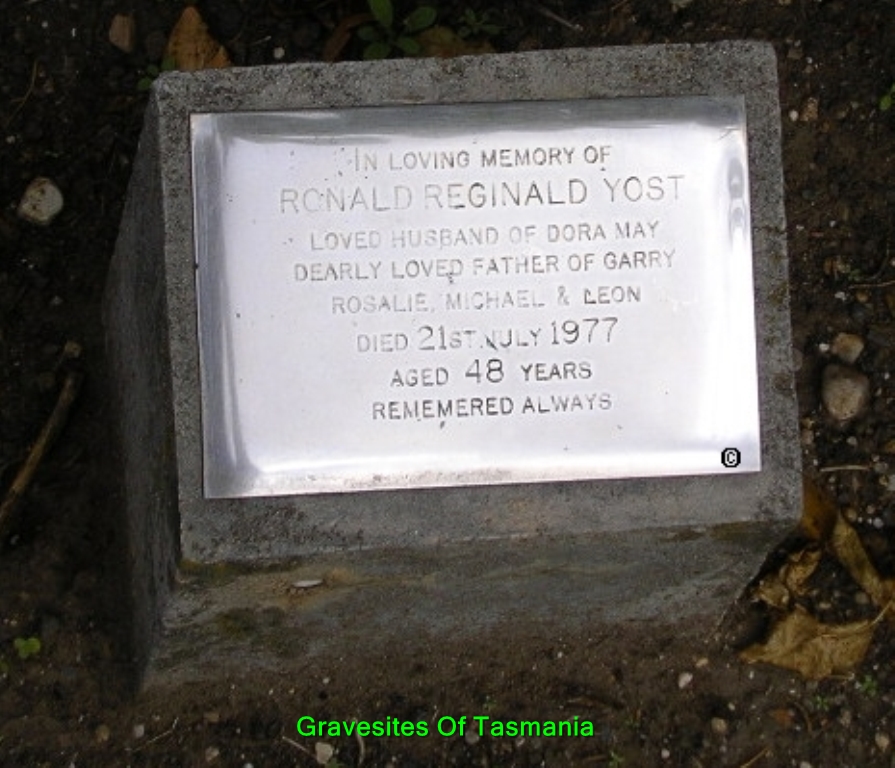 IN LOVING MEMORY OF
RONALD REGINALD YOST
LOVED HUSBAND OF DORA MAY
DEARLY LOVED FATHER OF GARRY
ROSALIE, MICHAEL & LEON
DIED 21ST. JULY 1977
AGED 48 YEARS
REMEMERED ALWAYS
©
Gravesites Of Tasmania